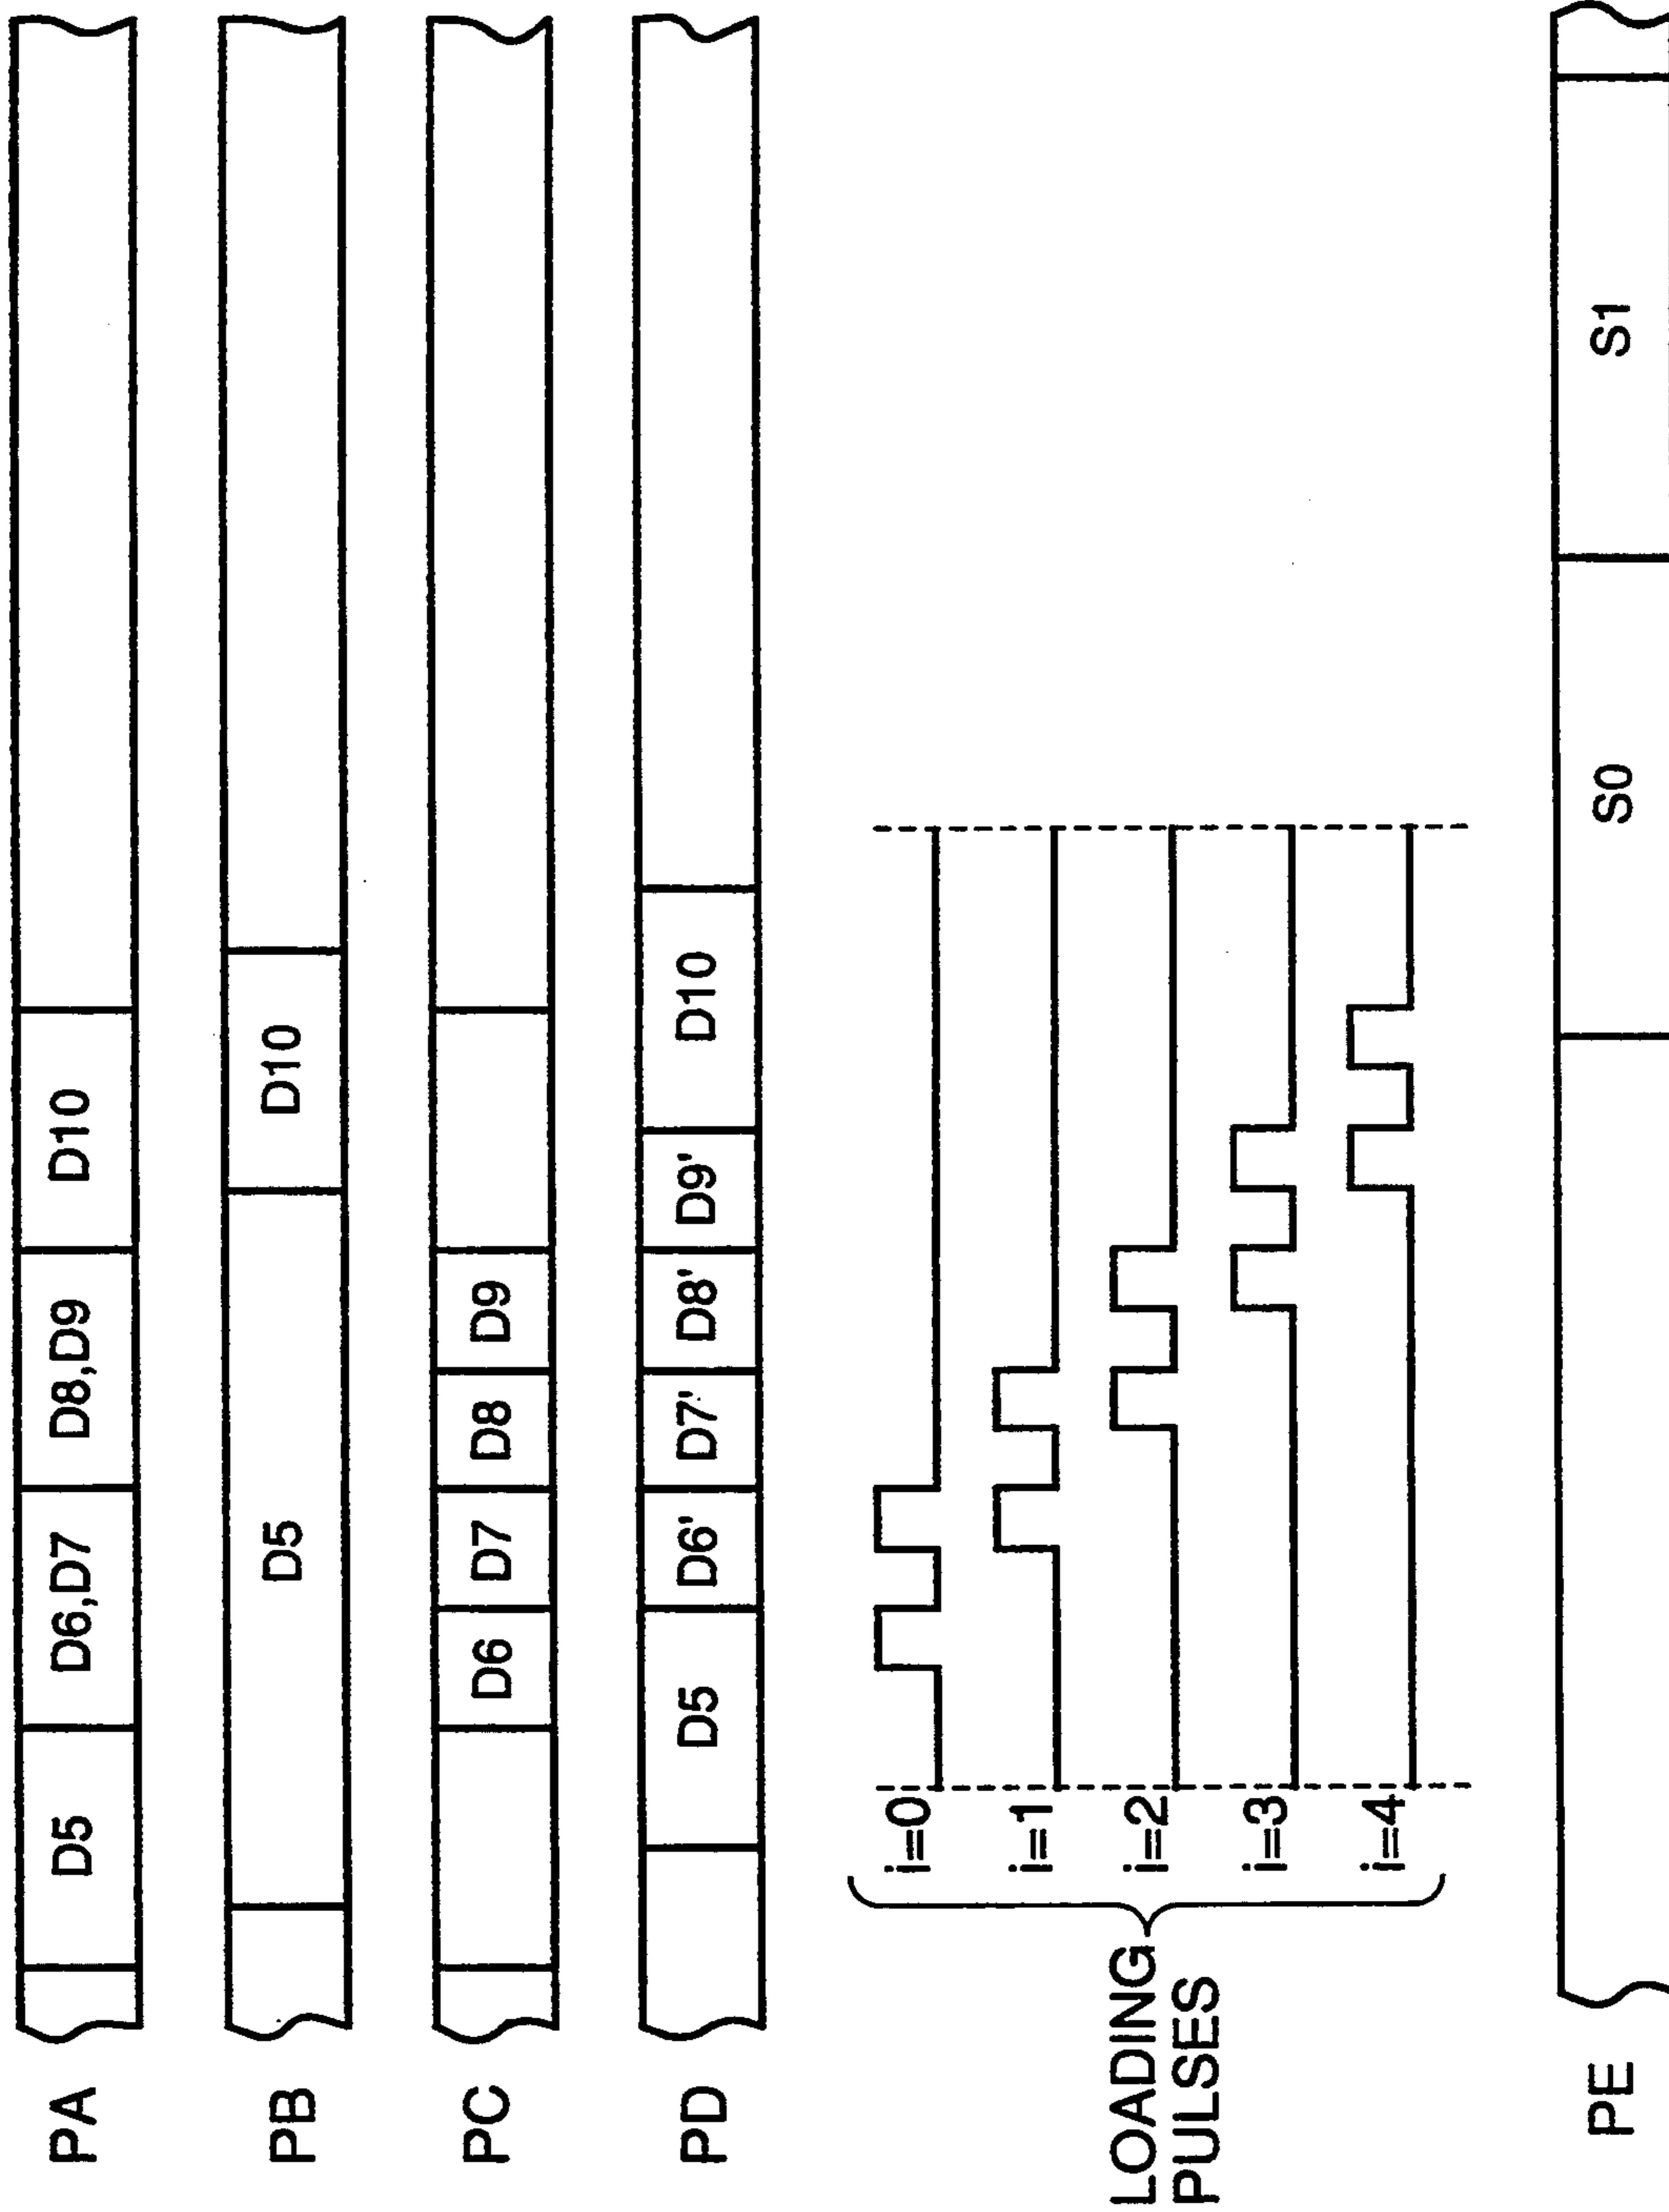 PA
D5
D6,D7
D8,D9
D10
PB
D5
D10
PC
D6
D7
D8
D9
PD
D5
D6'
D7'
D8'
D9'
D10
LOADING
PULSES
i=0
i=1
i=2
i=3
i=4
PE
S0
S1